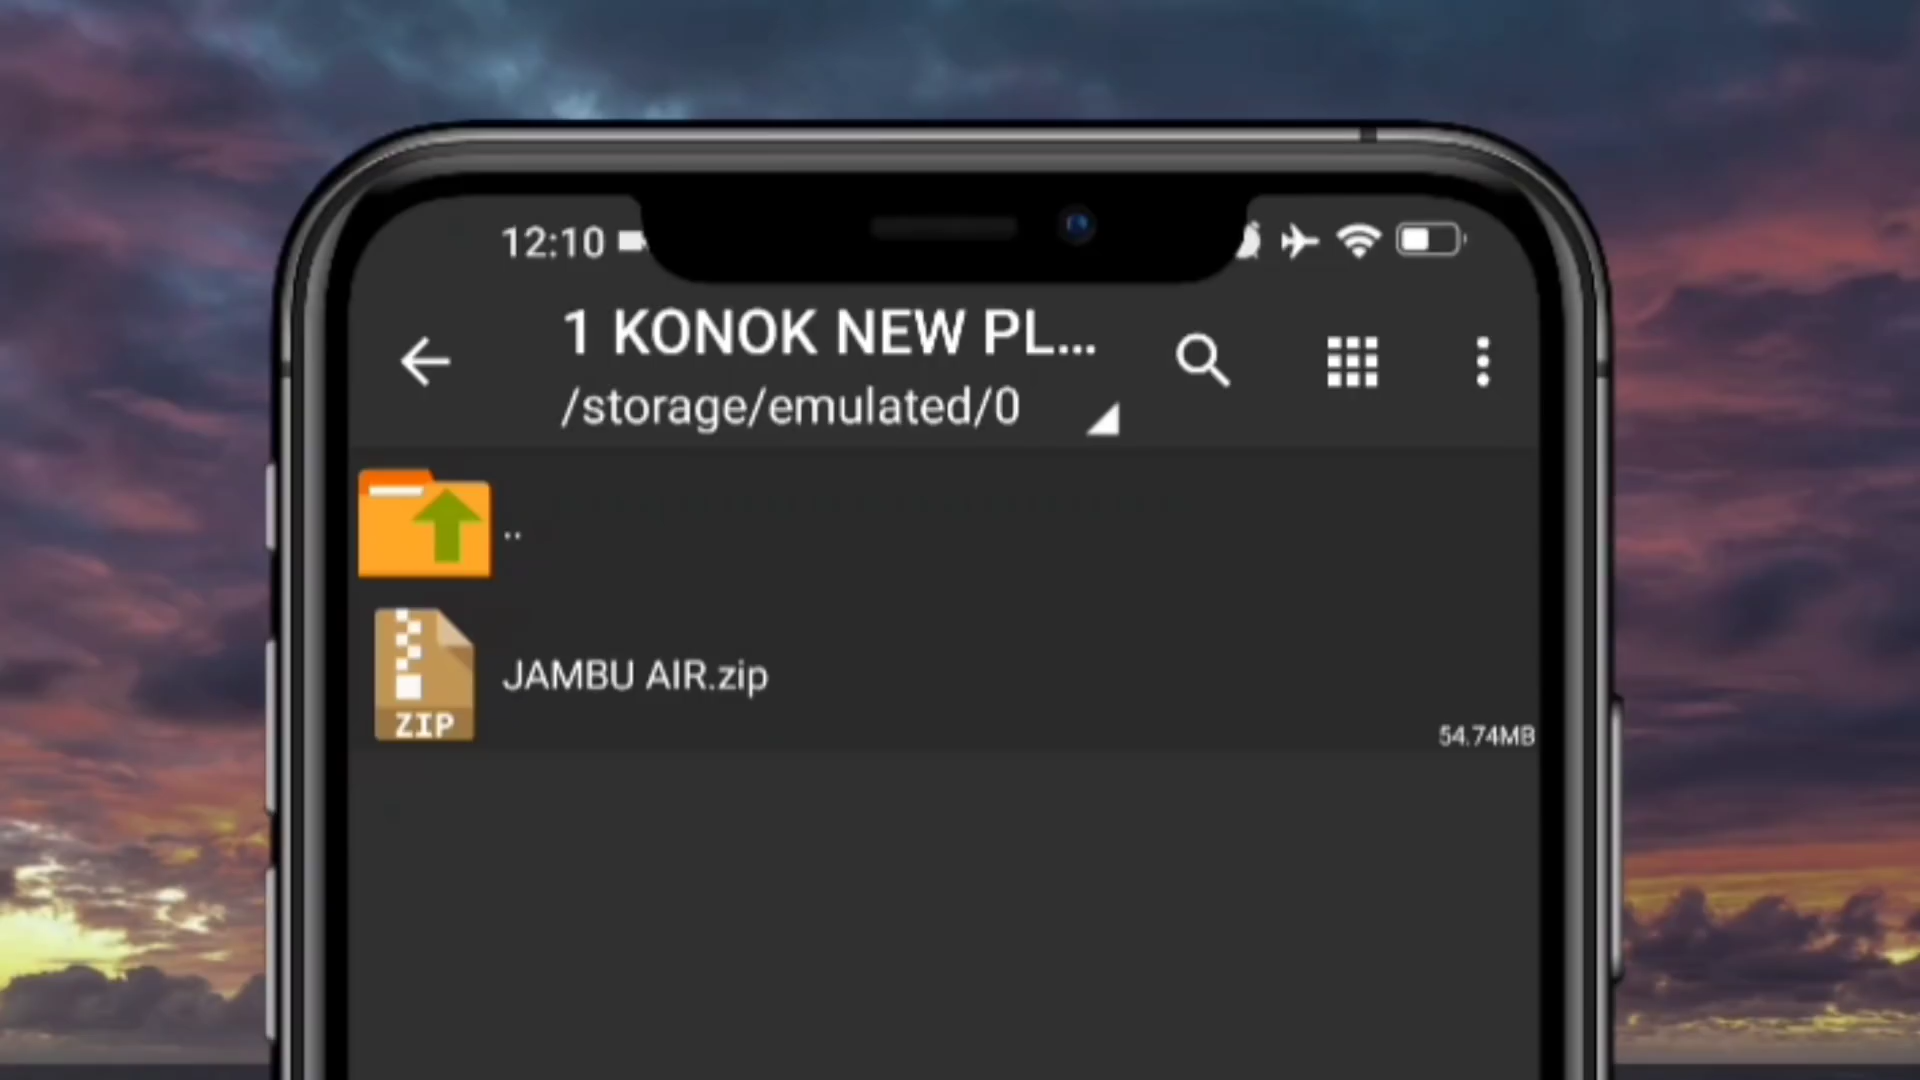 12:10
1 KONOK NEW PL...
/storage/emulated/0
..
ZIP
JAMBU AIR.zip
54.74MB